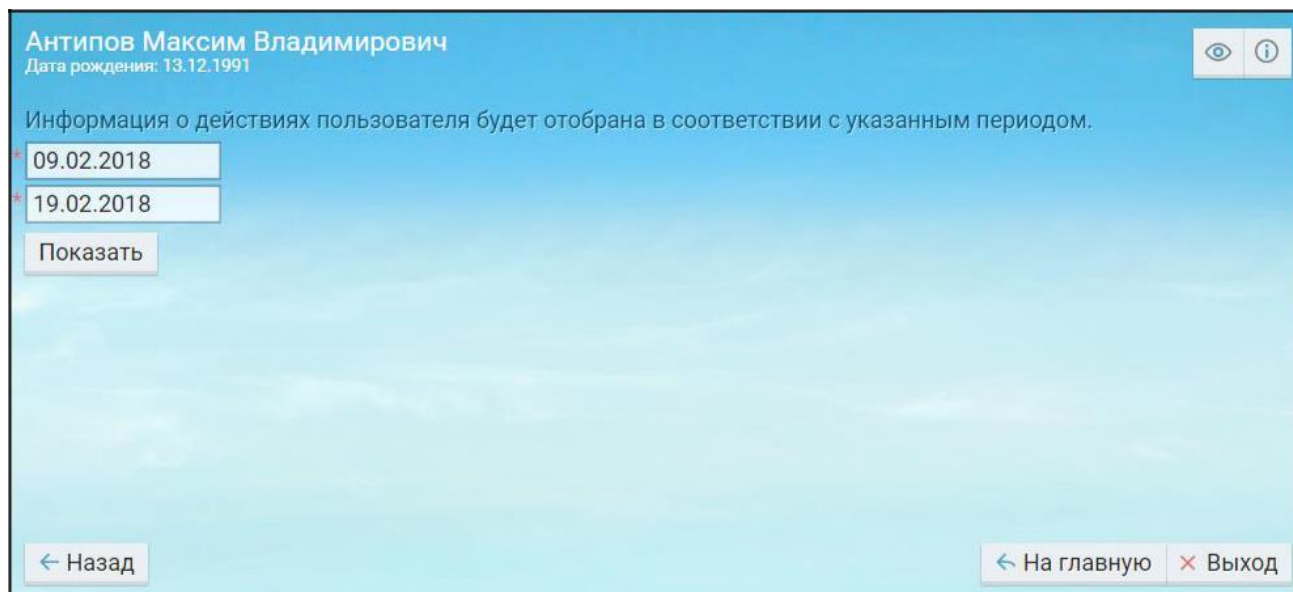 Антипов Максим Владимирович
Дата рождения: 13.12.1991
Информация о действиях пользователя будет отобрана в соответствии с указанным периодом.
* 09.02.2018
* 19.02.2018
Показать
Назад
На главную
Выход